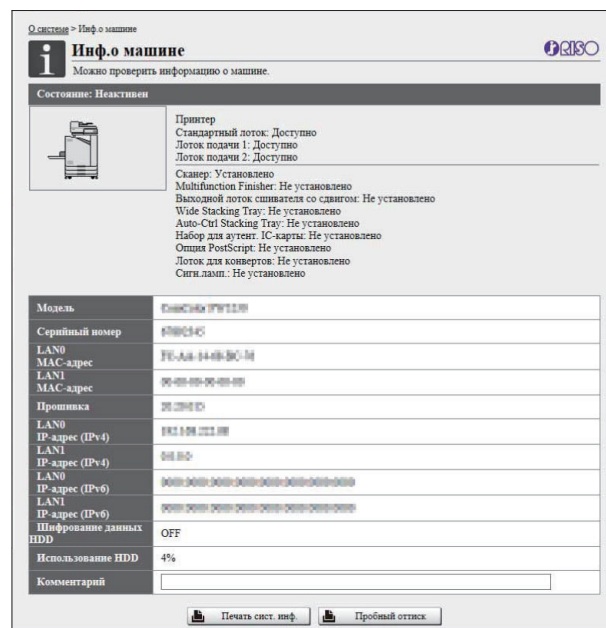 О системе > Инф.о машине
Инф.о машине
RISO
Можно проверить информацию о машине.
Состояние: Неактивен
Принтер
Стандартный лоток: Доступно
Лоток подачи 1: Доступно
Лоток подачи 2: Доступно
Сканер: Установлено
Multifunction Finisher: Не установлено
Выходной лоток сшивателя со сдвигом: Не установлено
Wide Stacking Tray: Не установлено
Auto-Ctrl Stacking Tray: Не установлено
Набор для аутент. IC-карты: Не установлено
Опция PostScript: Не установлено
Лоток для конвертов: Не установлено
Сигн.ламп.: Не установлено
Модель
Серийный номер
LAN0
MAC-адрес
LAN1
MAC-адрес
Прошивка
LAN0
IP-адрес (IPv4)
LAN1
IP-адрес (IPv4)
LAN0
IP-адрес (IPv6)
LAN1
IP-адрес (IPv6)
Шифрование данных
HDD
OFF
Использование HDD 4%
Комментарий
Печать сист. инф. Пробный оттиск